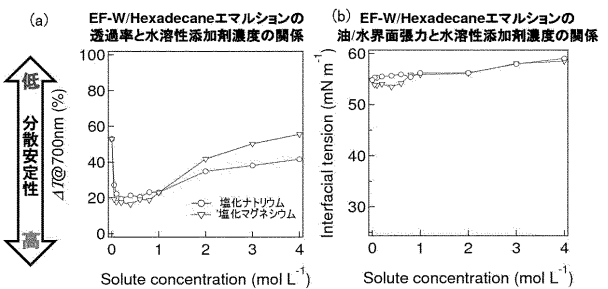 (a)
EF-W/Hexadecaneエマルションの
透過率と水溶性添加剤濃度の関係
低
分散安定性
高
ΔT@700nm (%)
100
80
60
40
20
0
塩化ナトリウム
塩化マグネシウム
0 1 2 3 4
Solute concentration (mol L-1)
(b)
EF-W/Hexadecaneエマルションの
油/水界面張力と水溶性添加剤濃度の関係
Interfacial tension (mN m-1)
60
50
40
30
0 1 2 3 4
Solute concentration (mol L-1)